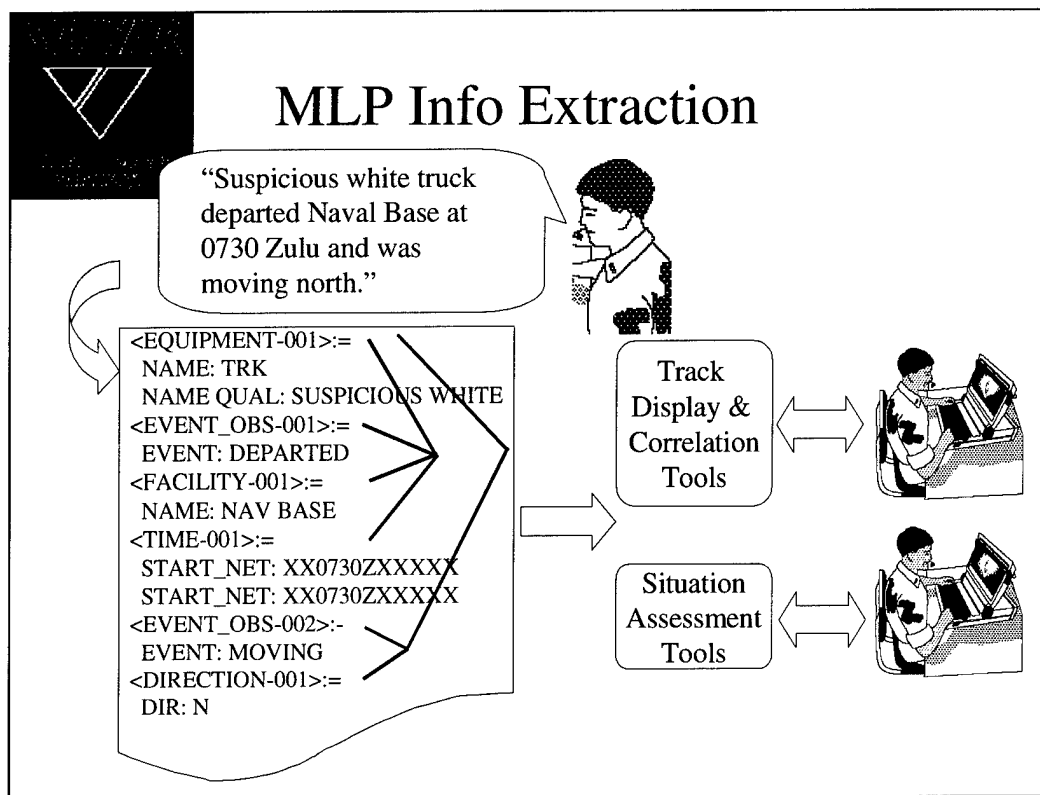 MLP Info Extraction
“Suspicious white truck
departed Naval Base at
0730 Zulu and was
moving north.”
<EQUIPMENT-001>:=
NAME: TRK
NAME QUAL: SUSPICIOUS WHITE
<EVENT_OBS-001>:=
EVENT: DEPARTED
<FACILITY-001>:=
NAME: NAV BASE
<TIME-001>:=
START_NET: XX0730ZXXXXX
START_NET: XX0730ZXXXXX
<EVENT_OBS-002>:-
EVENT: MOVING
<DIRECTION-001>:=
DIR: N
Track
Display &
Correlation
Tools
Situation
Assessment
Tools